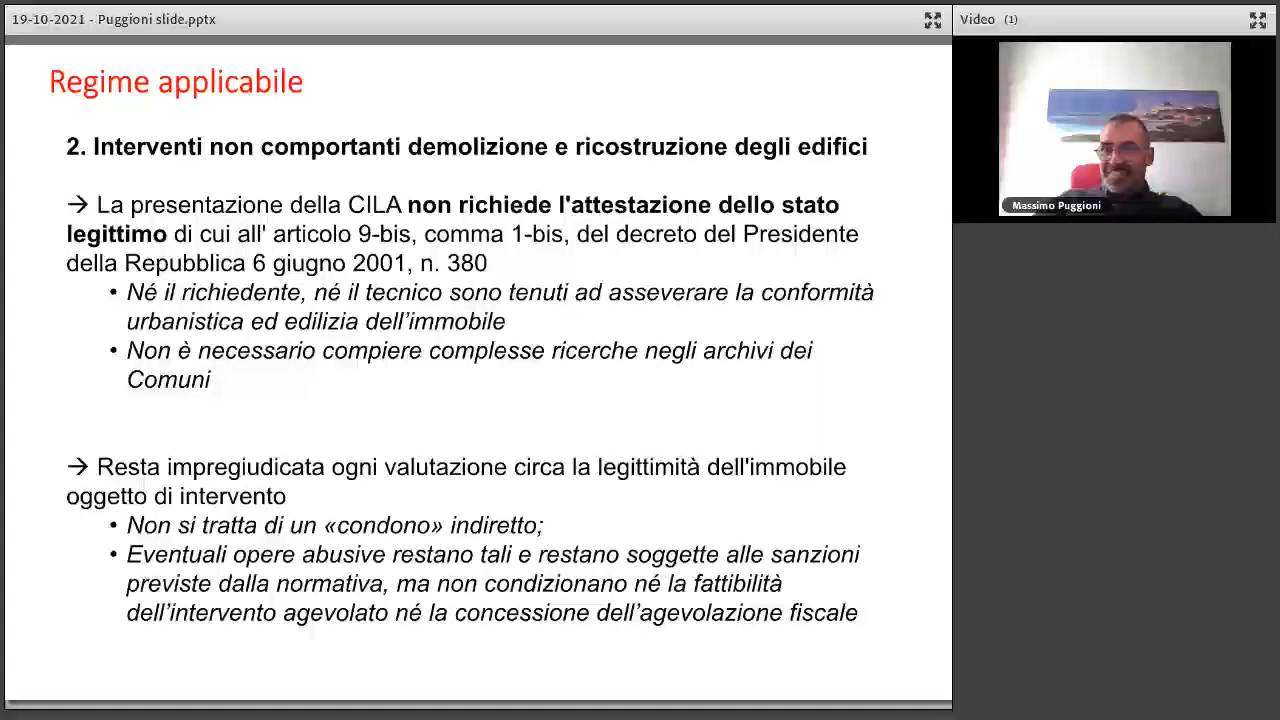 19-10-2021 - Puggioni slide.pptx
Video (1)
Regime applicabile
2. Interventi non comportanti demolizione e ricostruzione degli edifici
→ La presentazione della CILA non richiede l'attestazione dello stato
legittimo di cui all' articolo 9-bis, comma 1-bis, del decreto del Presidente
della Repubblica 6 giugno 2001, n. 380
• Né il richiedente, né il tecnico sono tenuti ad asseverare la conformità
urbanistica ed edilizia dell’immobile
• Non è necessario compiere complesse ricerche negli archivi dei
Comuni
→ Resta impregiudicata ogni valutazione circa la legittimità dell'immobile
oggetto di intervento
• Non si tratta di un «condono» indiretto;
• Eventuali opere abusive restano tali e restano soggette alle sanzioni
previste dalla normativa, ma non condizionano né la fattibilità
dell’intervento agevolato né la concessione dell’agevolazione fiscale
Massimo Puggioni